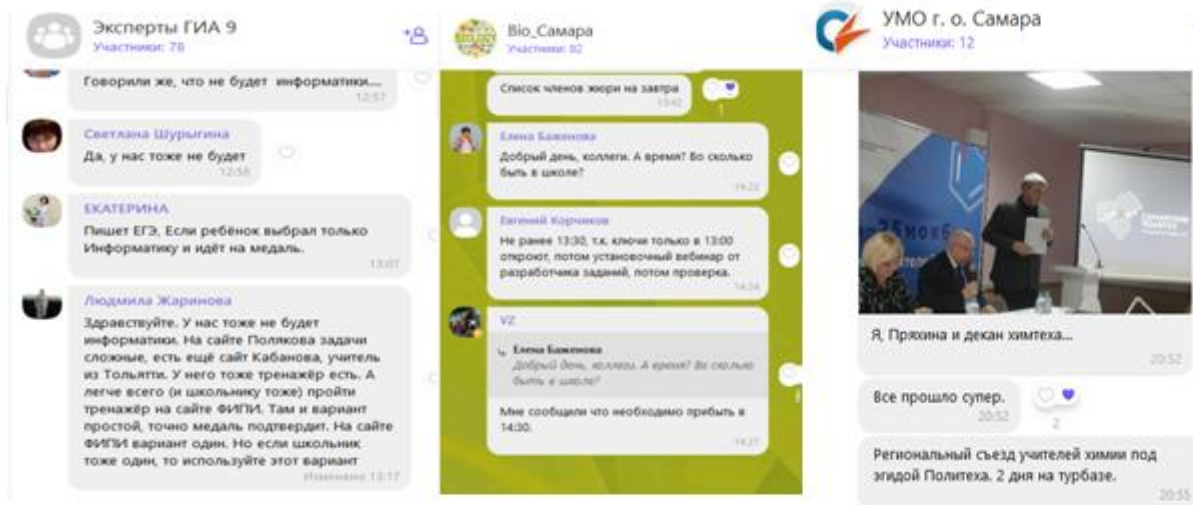 Эксперты ГИА 9
Участники: 78
Говорили же, что не будет информатики....
12:57
Светлана Шурыгина
Да, у нас тоже не будет
12:58
ЕКАТЕРИНА
Пишет ЕГЭ, Если ребёнок выбрал только
Информатику и идёт на медаль.
13:07
Людмила Жаринова
Здравствуйте. У нас тоже не будет
информатики. На сайте Полякова задачи
сложные, есть ещё сайт Кабанова, учитель
из Тольятти. У него тоже тренажёр есть. А
легче всего (и школьнику тоже) пройти
тренажёр на сайте ФИПИ. Там и вариант
простой, точно медаль подтвердит. На сайте
ФИПИ вариант один. Но если школьник
тоже один, то используйте этот вариант
Изменено 13:17
Bio_Самара
Участники: 92
Список членов жюри на завтра
13:42
1
Елена Баженова
Добрый день, коллеги. А время? Во сколько
быть в школе?
14:22
Евгений Корчиков
Не ранее 13:30, т.к. ключи только в 13:00
откроют, потом установочный вебинар от
разработчика заданий, потом проверка.
14:24
VZ
Елена Баженова
Добрый день, коллеги. А время? Во сколько
быть в школе?
Мне сообщили что необходимо прибыть в
14:30.
14:27
УМО г. о. Самара
Участники: 12
Я, Пряхина и декан химтеха...
20:52
Все прошло супер.
20:52
2
Региональный съезд учителей химии под
эгидой Политеха. 2 дня на турбазе.
20:55